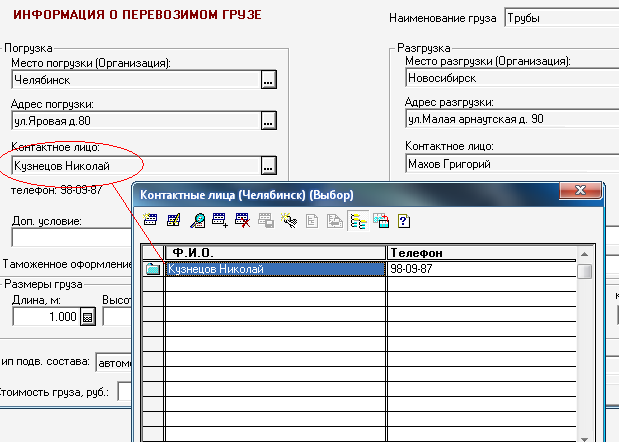 ИНФОРМАЦИЯ О ПЕРЕВОЗИМОМ ГРУЗЕ
Наименование груза Трубы
Погрузка
Место погрузки (Организация):
Челябинск ...
Адрес погрузки:
ул.Яровая д.80 ...
Контактное лицо:
Кузнецов Николай ...
телефон: 98-09-87
Доп. условие:
Таможенное оформление
Размеры груза
Длина, м:
1.000
ип подв. состава: автом
Стоимость груза, руб.:
Разгрузка
Место разгрузки (Организация):
Новосибирск
Адрес разгрузки:
ул.Малая арнаутская д. 90
Контактное лицо:
Махов Григорий
Контактные лица (Челябинск) (Выбор)
Ф.И.О. Телефон
Кузнецов Николай 98-09-87